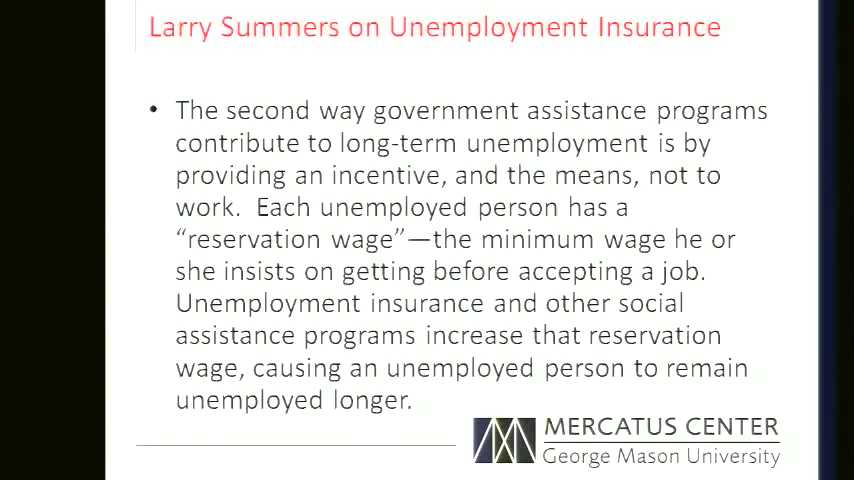 Larry Summers on Unemployment Insurance
• The second way government assistance programs
contribute to long-term unemployment is by
providing an incentive, and the means, not to
work.  Each unemployed person has a
“reservation wage”—the minimum wage he or
she insists on getting before accepting a job.
Unemployment insurance and other social
assistance programs increase that reservation
wage, causing an unemployed person to remain
unemployed longer.
MERCATUS CENTER
George Mason University